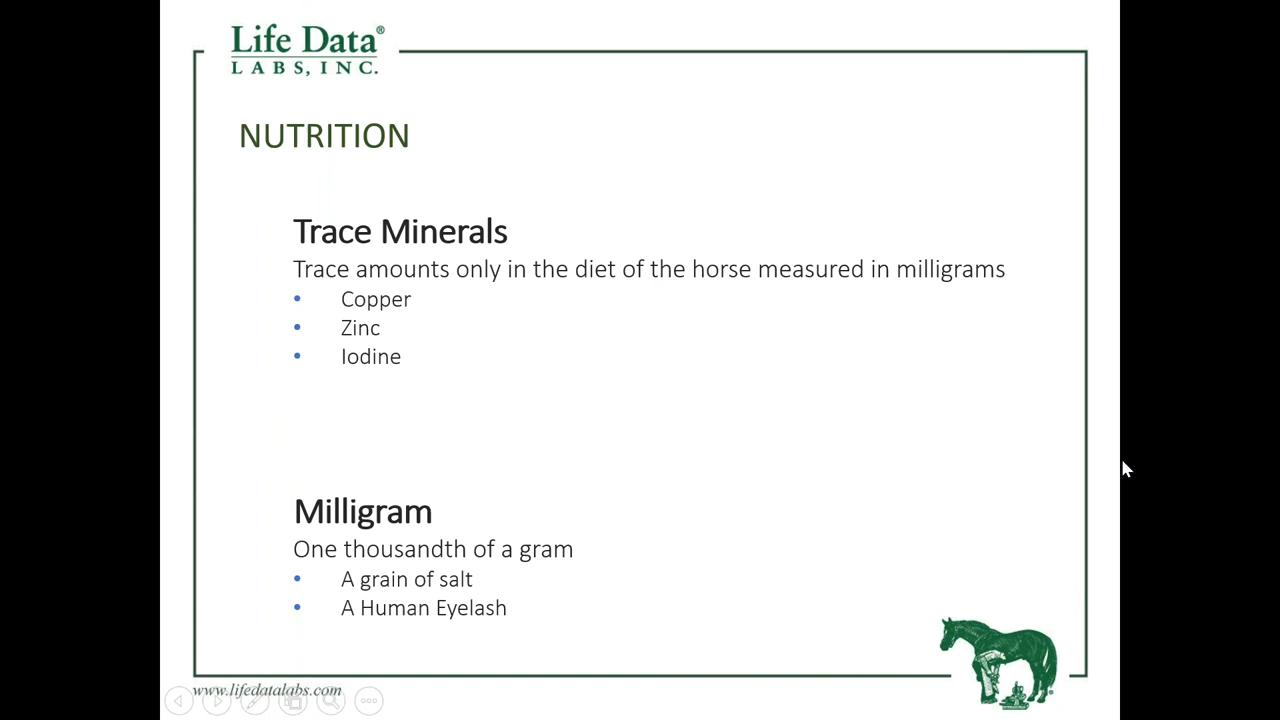 Life Data®
LABS, INC.
NUTRITION
Trace Minerals
Trace amounts only in the diet of the horse measured in milligrams
• Copper
• Zinc
• Iodine
Milligram
One thousandth of a gram
• A grain of salt
• A Human Eyelash
www.lifedatalabs.com